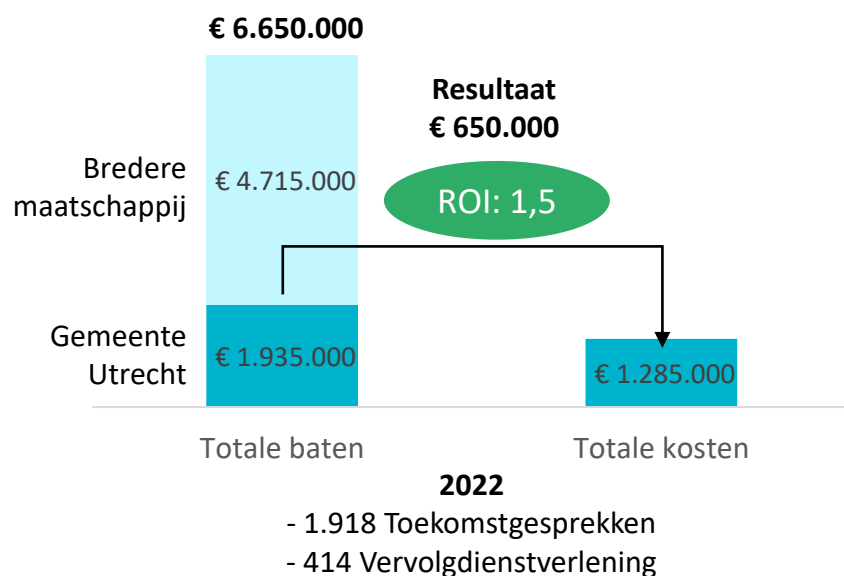 € 6.650.000
Resultaat
€ 650.000
Bredere
maatschappij
€ 4.715.000
ROI: 1,5
Gemeente
Utrecht
€ 1.935.000
€ 1.285.000
Totale baten
Totale kosten
2022
- 1.918 Toekomstgesprekken
- 414 Vervolgdienstverlening